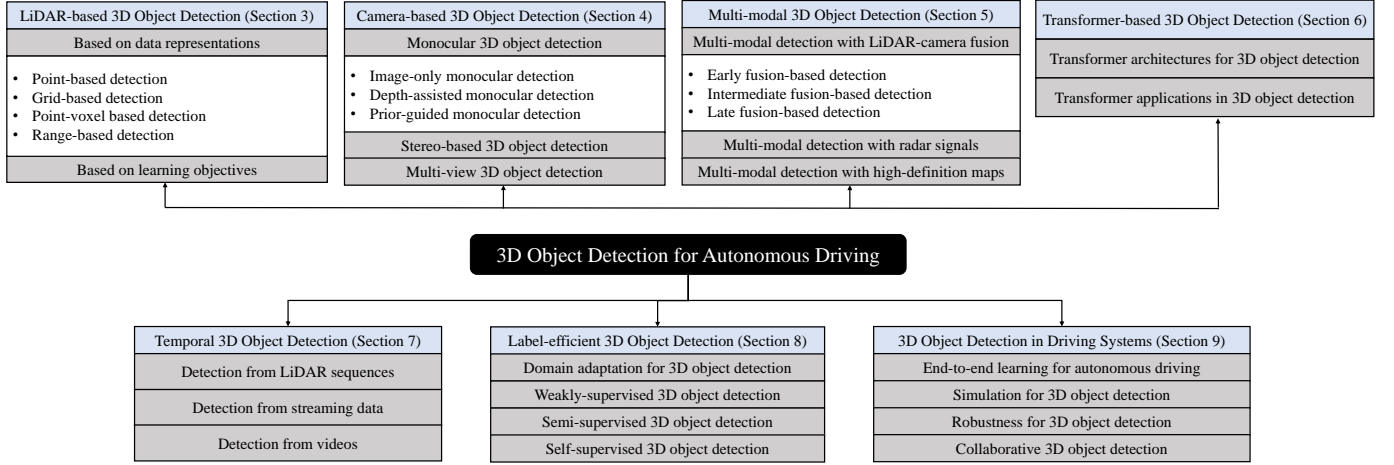 LiDAR-based 3D Object Detection (Section 3)
Based on data representations
• Point-based detection
• Grid-based detection
• Point-voxel based detection
• Range-based detection
Based on learning objectives
Camera-based 3D Object Detection (Section 4)
Monocular 3D object detection
• Image-only monocular detection
• Depth-assisted monocular detection
• Prior-guided monocular detection
Stereo-based 3D object detection
Multi-view 3D object detection
Multi-modal 3D Object Detection (Section 5)
Multi-modal detection with LiDAR-camera fusion
• Early fusion-based detection
• Intermediate fusion-based detection
• Late fusion-based detection
Multi-modal detection with radar signals
Multi-modal detection with high-definition maps
Transformer-based 3D Object Detection (Section 6)
Transformer architectures for 3D object detection
Transformer applications in 3D object detection
3D Object Detection for Autonomous Driving
Temporal 3D Object Detection (Section 7)
Detection from LiDAR sequences
Detection from streaming data
Detection from videos
Label-efficient 3D Object Detection (Section 8)
Domain adaptation for 3D object detection
Weakly-supervised 3D object detection
Semi-supervised 3D object detection
Self-supervised 3D object detection
3D Object Detection in Driving Systems (Section 9)
End-to-end learning for autonomous driving
Simulation for 3D object detection
Robustness for 3D object detection
Collaborative 3D object detection